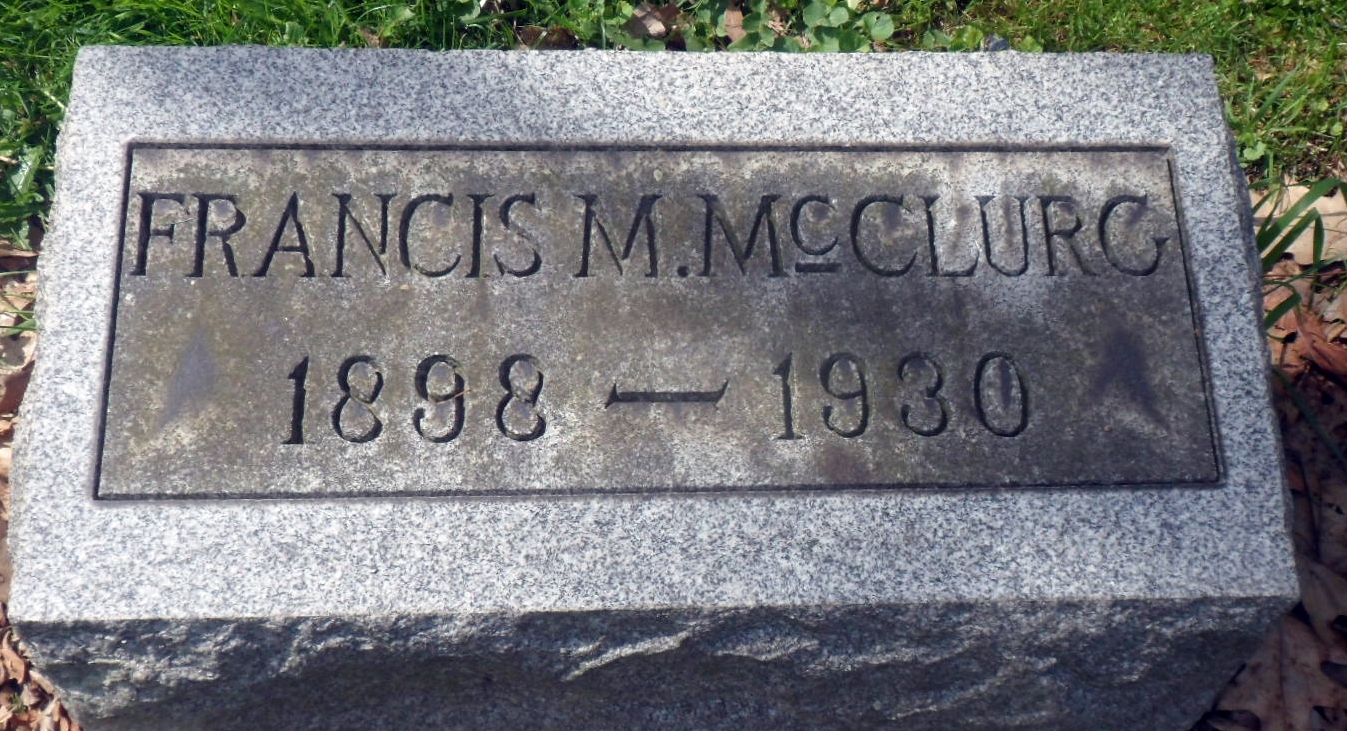 FRANCIS M. McCLURG
1898 — 1930